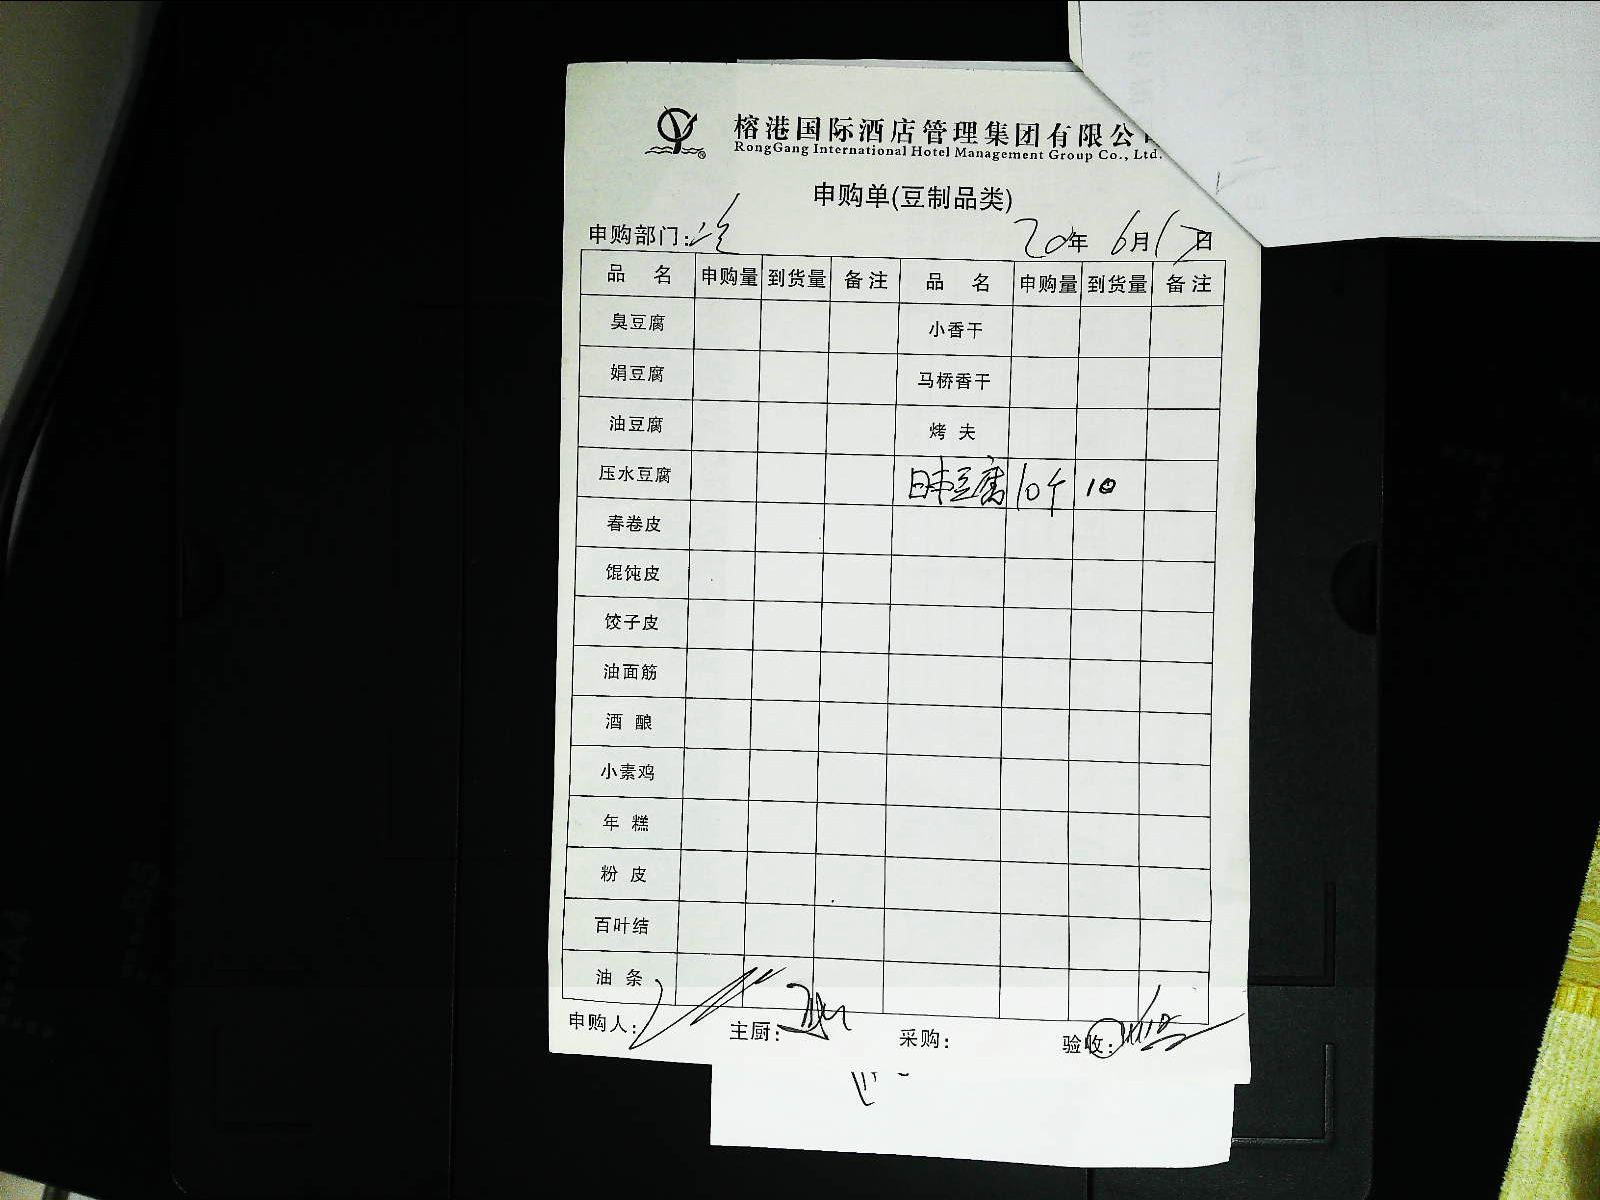 榕港国际酒店管理集团有限公
RongGang International Hotel Management Group Co., Ltd.
申购单(豆制品类)
申购部门: 20年 6月17日
品 名 申购量 到货量 备注 品 名 申购量 到货量 备注
臭豆腐 小香干
娟豆腐 马桥香干
油豆腐 烤 夫
压水豆腐 日本豆腐 10个 10
春卷皮
馄饨皮
饺子皮
油面筋
酒 酿
小素鸡
年 糕
粉 皮
百叶结
油 条
申购人: 主厨: 采购: 验收: